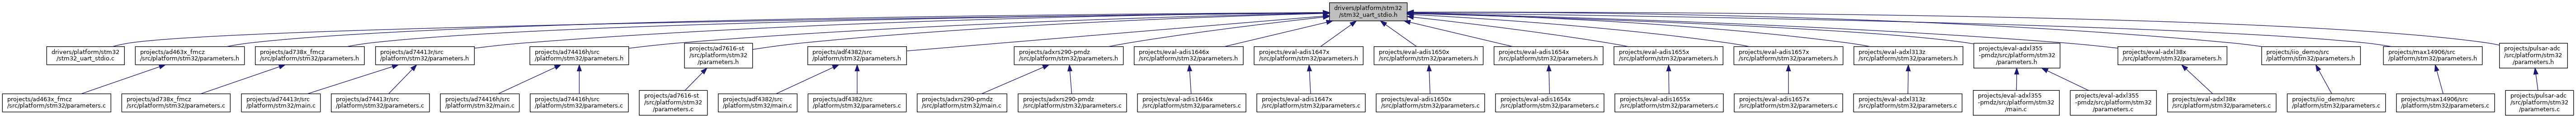 drivers/platform/stm32
/stm32_uart_stdio.h
drivers/platform/stm32
/stm32_uart_stdio.c
projects/ad463x_fmcz
/src/platform/stm32/parameters.h
projects/ad738x_fmcz
/src/platform/stm32/parameters.h
projects/ad74413r/src
/platform/stm32/parameters.h
projects/ad74416h/src
/platform/stm32/parameters.h
projects/ad7616-st
/src/platform/stm32
/parameters.h
projects/adf4382/src
/platform/stm32/parameters.h
projects/adxrs290-pmdz
/src/platform/stm32/parameters.h
projects/eval-adis1646x
/src/platform/stm32/parameters.h
projects/eval-adis1647x
/src/platform/stm32/parameters.h
projects/eval-adis1650x
/src/platform/stm32/parameters.h
projects/eval-adis1654x
/src/platform/stm32/parameters.h
projects/eval-adis1655x
/src/platform/stm32/parameters.h
projects/eval-adis1657x
/src/platform/stm32/parameters.h
projects/eval-adxl313z
/src/platform/stm32/parameters.h
projects/eval-adxl355
-pmdz/src/platform/stm32
/parameters.h
projects/eval-adxl38x
/src/platform/stm32/parameters.h
projects/iio_demo/src
/platform/stm32/parameters.h
projects/max14906/src
/platform/stm32/parameters.h
projects/pulsar-adc
/src/platform/stm32
/parameters.h
projects/ad463x_fmcz
/src/platform/stm32/parameters.c
projects/ad738x_fmcz
/src/platform/stm32/parameters.c
projects/ad74413r/src
/platform/stm32/main.c
projects/ad74413r/src
/platform/stm32/parameters.c
projects/ad74416h/src
/platform/stm32/main.c
projects/ad74416h/src
/platform/stm32/parameters.c
projects/ad7616-st
/src/platform/stm32
/parameters.c
projects/adf4382/src
/platform/stm32/main.c
projects/adf4382/src
/platform/stm32/parameters.c
projects/adxrs290-pmdz
/src/platform/stm32/main.c
projects/adxrs290-pmdz
/src/platform/stm32/parameters.c
projects/eval-adis1646x
/src/platform/stm32/parameters.c
projects/eval-adis1647x
/src/platform/stm32/parameters.c
projects/eval-adis1650x
/src/platform/stm32/parameters.c
projects/eval-adis1654x
/src/platform/stm32/parameters.c
projects/eval-adis1655x
/src/platform/stm32/parameters.c
projects/eval-adis1657x
/src/platform/stm32/parameters.c
projects/eval-adxl313z
/src/platform/stm32/parameters.c
projects/eval-adxl355
-pmdz/src/platform/stm32
/main.c
projects/eval-adxl355
-pmdz/src/platform/stm32
/parameters.c
projects/eval-adxl38x
/src/platform/stm32/parameters.c
projects/iio_demo/src
/platform/stm32/parameters.c
projects/max14906/src
/platform/stm32/parameters.c
projects/pulsar-adc
/src/platform/stm32
/parameters.c